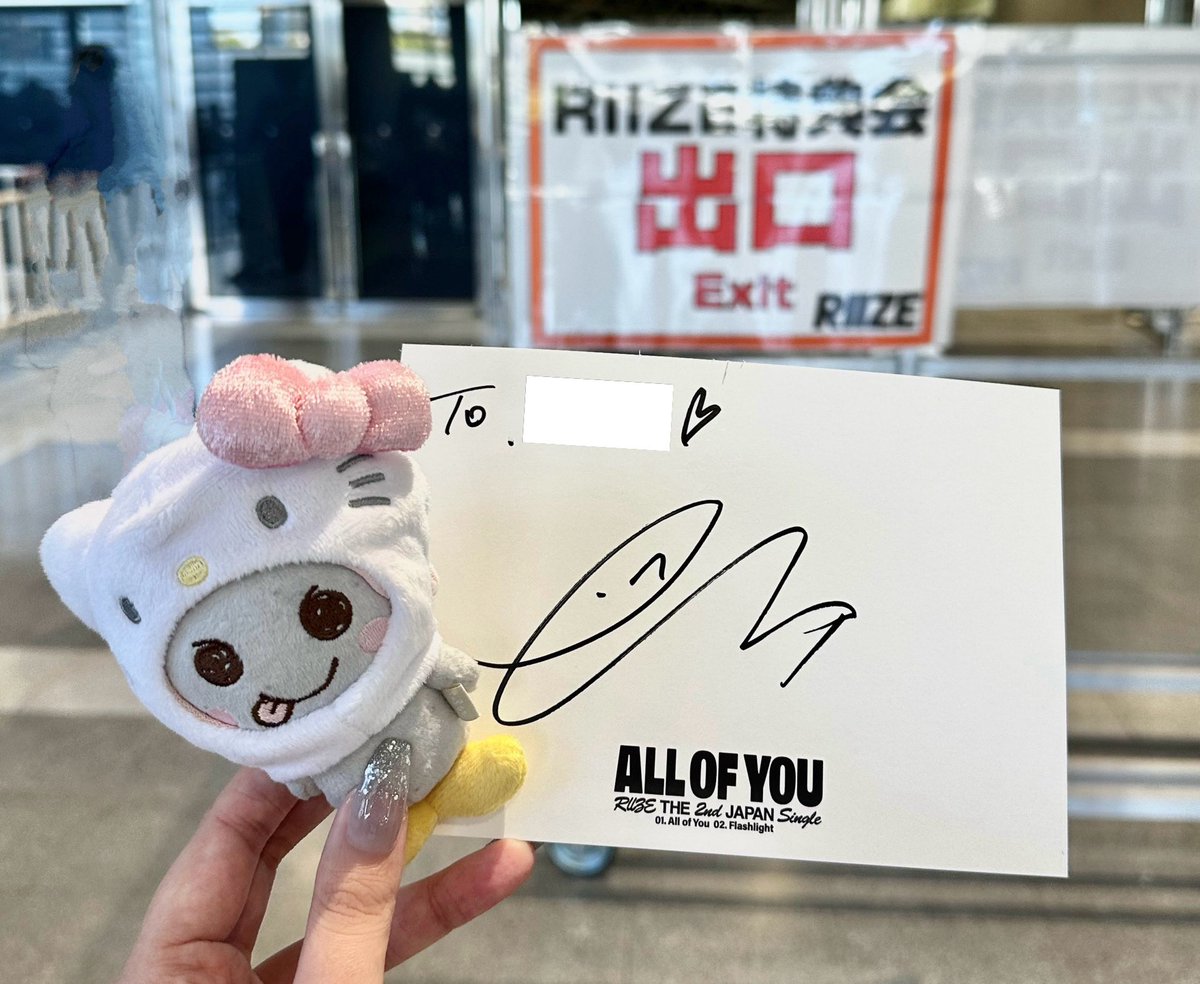 RIIZE特典会
出口
Exit
RIIZE
To.
ALL OF YOU
RIIZE THE 2nd JAPAN Single
01. All of You 02. Flashlight